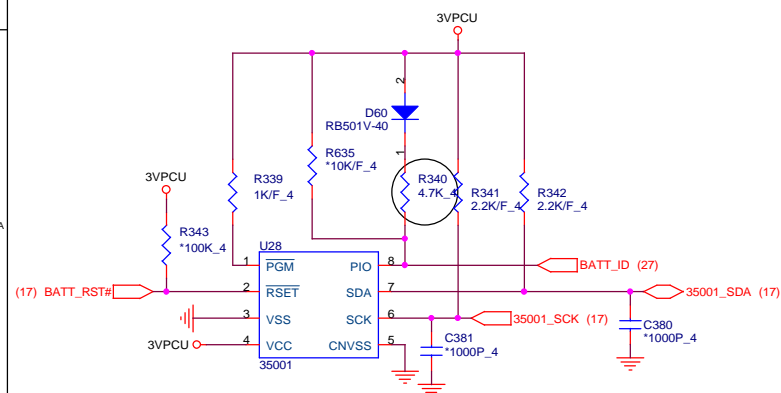 3VPCU
2
D60
RB501V-40
1
R635
*10K/F_4
R339
1K/F_4
R340
4.7K_4
R341
2.2K/F_4
R342
2.2K/F_4
3VPCU
R343
*100K_4
A
U28
1 PGM PIO 8
BATT_ID (27)
(17) BATT_RST#
2 RSET SDA 7
35001_SDA (17)
3 VSS SCK 6
35001_SCK (17)
3VPCU
4 VCC CNVSS 5
35001
C381
*1000P_4
C380
*1000P_4